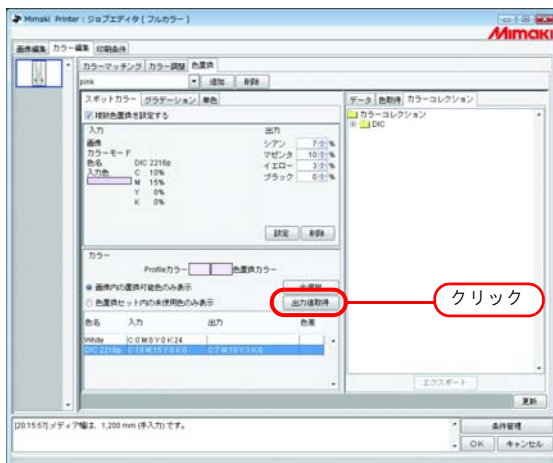 Mimaki Printer : ジョブエディタ ( フルカラー )
Mimaki
画像編集 カラー編集 印刷条件
カラーマッチング カラー調整 色置換
pink 追加 削除
スポットカラー グラデーション 単色
データ 色取得 カラーコレクション
複数色置換を設定する
カラーコレクション
DIC
入力 出力
画像
カラーモード
色名 DIC 2216p
入力色 C 10%
M 15%
Y 0%
K 0%
シアン 7 %
マゼンタ 10 %
イエロー 3 %
ブラック 0 %
設定 削除
カラー
Profileカラー 色置換カラー
画像内の置換可能色のみ表示
色置換セット内の未使用色のみ表示
出力値取得
クリック
色名 入力 出力 色差
White C:0 M:0 Y:0 K:24
DIC 2216p C:10 M:15 Y:0 K:0 C:7 M:10 Y:3 K:0
エクスポート
更新
[20:15:57] メディア幅は、1,200 mm (手入力) です。
条件管理
OK キャンセル